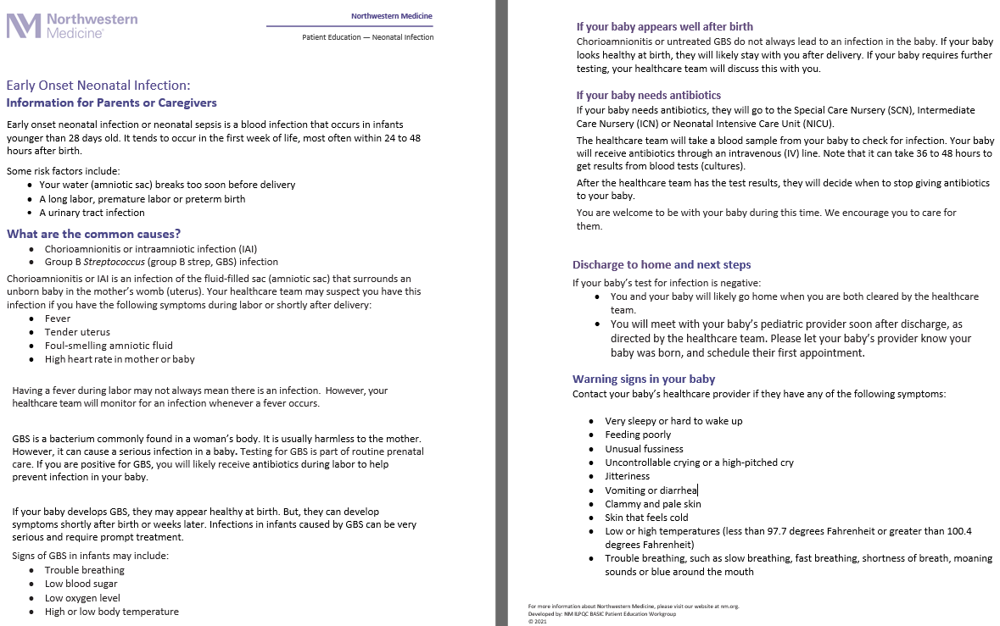 Northwestern
Medicine®
Northwestern Medicine
Patient Education — Neonatal Infection
Early Onset Neonatal Infection:
Information for Parents or Caregivers
Early onset neonatal infection or neonatal sepsis is a blood infection that occurs in infants
younger than 28 days old. It tends to occur in the first week of life, most often within 24 to 48
hours after birth.
Some risk factors include:
• Your water (amniotic sac) breaks too soon before delivery
• A long labor, premature labor or preterm birth
• A urinary tract infection
What are the common causes?
• Chorioamnionitis or intraamniotic infection (IAI)
• Group B Streptococcus (group B strep, GBS) infection
Chorioamnionitis or IAI is an infection of the fluid-filled sac (amniotic sac) that surrounds an
unborn baby in the mother's womb (uterus). Your healthcare team may suspect you have this
infection if you have the following symptoms during labor or shortly after delivery:
• Fever
• Tender uterus
• Foul-smelling amniotic fluid
• High heart rate in mother or baby
Having a fever during labor may not always mean there is an infection. However, your
healthcare team will monitor for an infection whenever a fever occurs.
GBS is a bacterium commonly found in a woman's body. It is usually harmless to the mother.
However, it can cause a serious infection in a baby. Testing for GBS is part of routine prenatal
care. If you are positive for GBS, you will likely receive antibiotics during labor to help
prevent infection in your baby.
If your baby develops GBS, they may appear healthy at birth. But, they can develop
symptoms shortly after birth or weeks later. Infections in infants caused by GBS can be very
serious and require prompt treatment.
Signs of GBS in infants may include:
• Trouble breathing
• Low blood sugar
• Low oxygen level
• High or low body temperature
If your baby appears well after birth
Chorioamnionitis or untreated GBS do not always lead to an infection in the baby. If your baby
looks healthy at birth, they will likely stay with you after delivery. If your baby requires further
testing, your healthcare team will discuss this with you.
If your baby needs antibiotics
If your baby needs antibiotics, they will go to the Special Care Nursery (SCN), Intermediate
Care Nursery (ICN) or Neonatal Intensive Care Unit (NICU).
The healthcare team will take a blood sample from your baby to check for infection. Your baby
will receive antibiotics through an intravenous (IV) line. Note that it can take 36 to 48 hours to
get results from blood tests (cultures).
After the healthcare team has the test results, they will decide when to stop giving antibiotics
to your baby.
You are welcome to be with your baby during this time. We encourage you to care for
them.
Discharge to home and next steps
If your baby's test for infection is negative:
• You and your baby will likely go home when you are both cleared by the healthcare
team.
• You will meet with your baby's pediatric provider soon after discharge, as
directed by the healthcare team. Please let your baby's provider know your
baby was born, and schedule their first appointment.
Warning signs in your baby
Contact your baby's healthcare provider if they have any of the following symptoms:
• Very sleepy or hard to wake up
• Feeding poorly
• Unusual fussiness
• Uncontrollable crying or a high-pitched cry
• Jitteriness
• Vomiting or diarrhea
• Clammy and pale skin
• Skin that feels cold
• Low or high temperatures (less than 97.7 degrees Fahrenheit or greater than 100.4
degrees Fahrenheit)
• Trouble breathing, such as slow breathing, fast breathing, shortness of breath, moaning
sounds or blue around the mouth
For more information about Northwestern Medicine, please visit our website at nm.org.
Developed by: NM ILPQC BASIC Patient Education Workgroup
© 2021